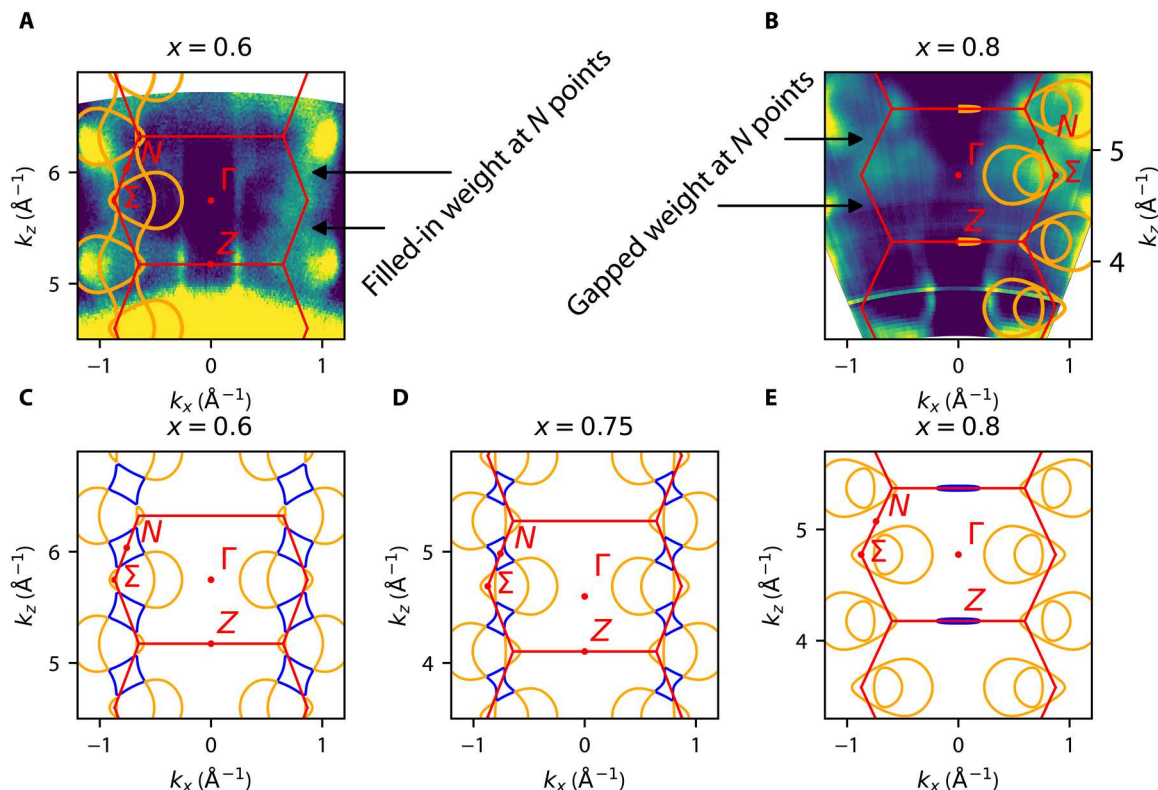 A
x = 0.6
k_z (Å⁻¹)
6
5
N
Σ
Γ
Z
−1
0
1
k_x (Å⁻¹)
Filled-in weight at N points
Gapped weight at N points
B
x = 0.8
N
Γ
Σ
Z
5
4
k_z (Å⁻¹)
−1
0
1
k_x (Å⁻¹)
C
x = 0.6
k_z (Å⁻¹)
6
5
N
Σ
Γ
Z
−1
0
1
k_x (Å⁻¹)
D
x = 0.75
k_z (Å⁻¹)
5
4
N
Σ
Γ
Z
−1
0
1
k_x (Å⁻¹)
E
x = 0.8
k_z (Å⁻¹)
5
4
N
Σ
Γ
Z
−1
0
1
k_x (Å⁻¹)